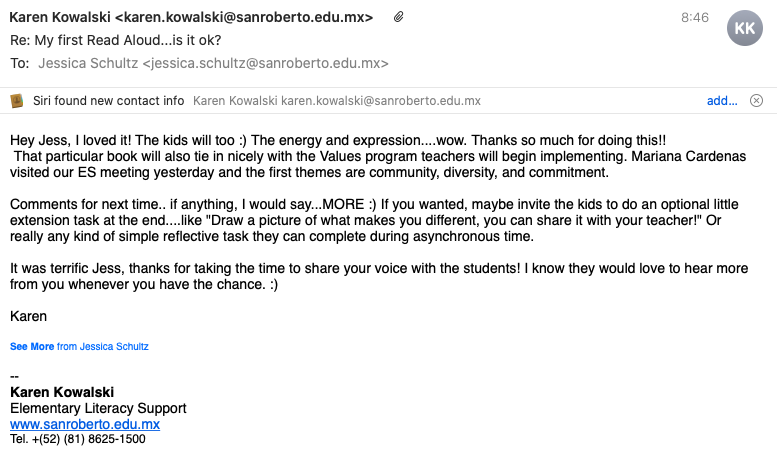 Karen Kowalski <karen.kowalski@sanroberto.edu.mx>
8:46
KK
Re: My first Read Aloud...is it ok?
To: Jessica Schultz <jessica.schultz@sanroberto.edu.mx>
Siri found new contact info Karen Kowalski karen.kowalski@sanroberto.edu.mx add...
Hey Jess, I loved it! The kids will too :) The energy and expression....wow. Thanks so much for doing this!!
That particular book will also tie in nicely with the Values program teachers will begin implementing. Mariana Cardenas
visited our ES meeting yesterday and the first themes are community, diversity, and commitment.
Comments for next time.. if anything, I would say...MORE :) If you wanted, maybe invite the kids to do an optional little
extension task at the end....like "Draw a picture of what makes you different, you can share it with your teacher!" Or
really any kind of simple reflective task they can complete during asynchronous time.
It was terrific Jess, thanks for taking the time to share your voice with the students! I know they would love to hear more
from you whenever you have the chance. :)
Karen
See More from Jessica Schultz
--
Karen Kowalski
Elementary Literacy Support
www.sanroberto.edu.mx
Tel. +(52) (81) 8625-1500